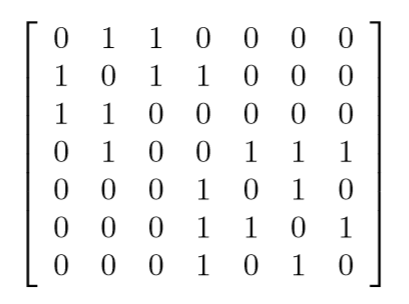 0 1 1 0 0 0 0
1 0 1 1 0 0 0
1 1 0 0 0 0 0
0 1 0 0 1 1 1
0 0 0 1 0 1 0
0 0 0 1 1 0 1
0 0 0 1 0 1 0